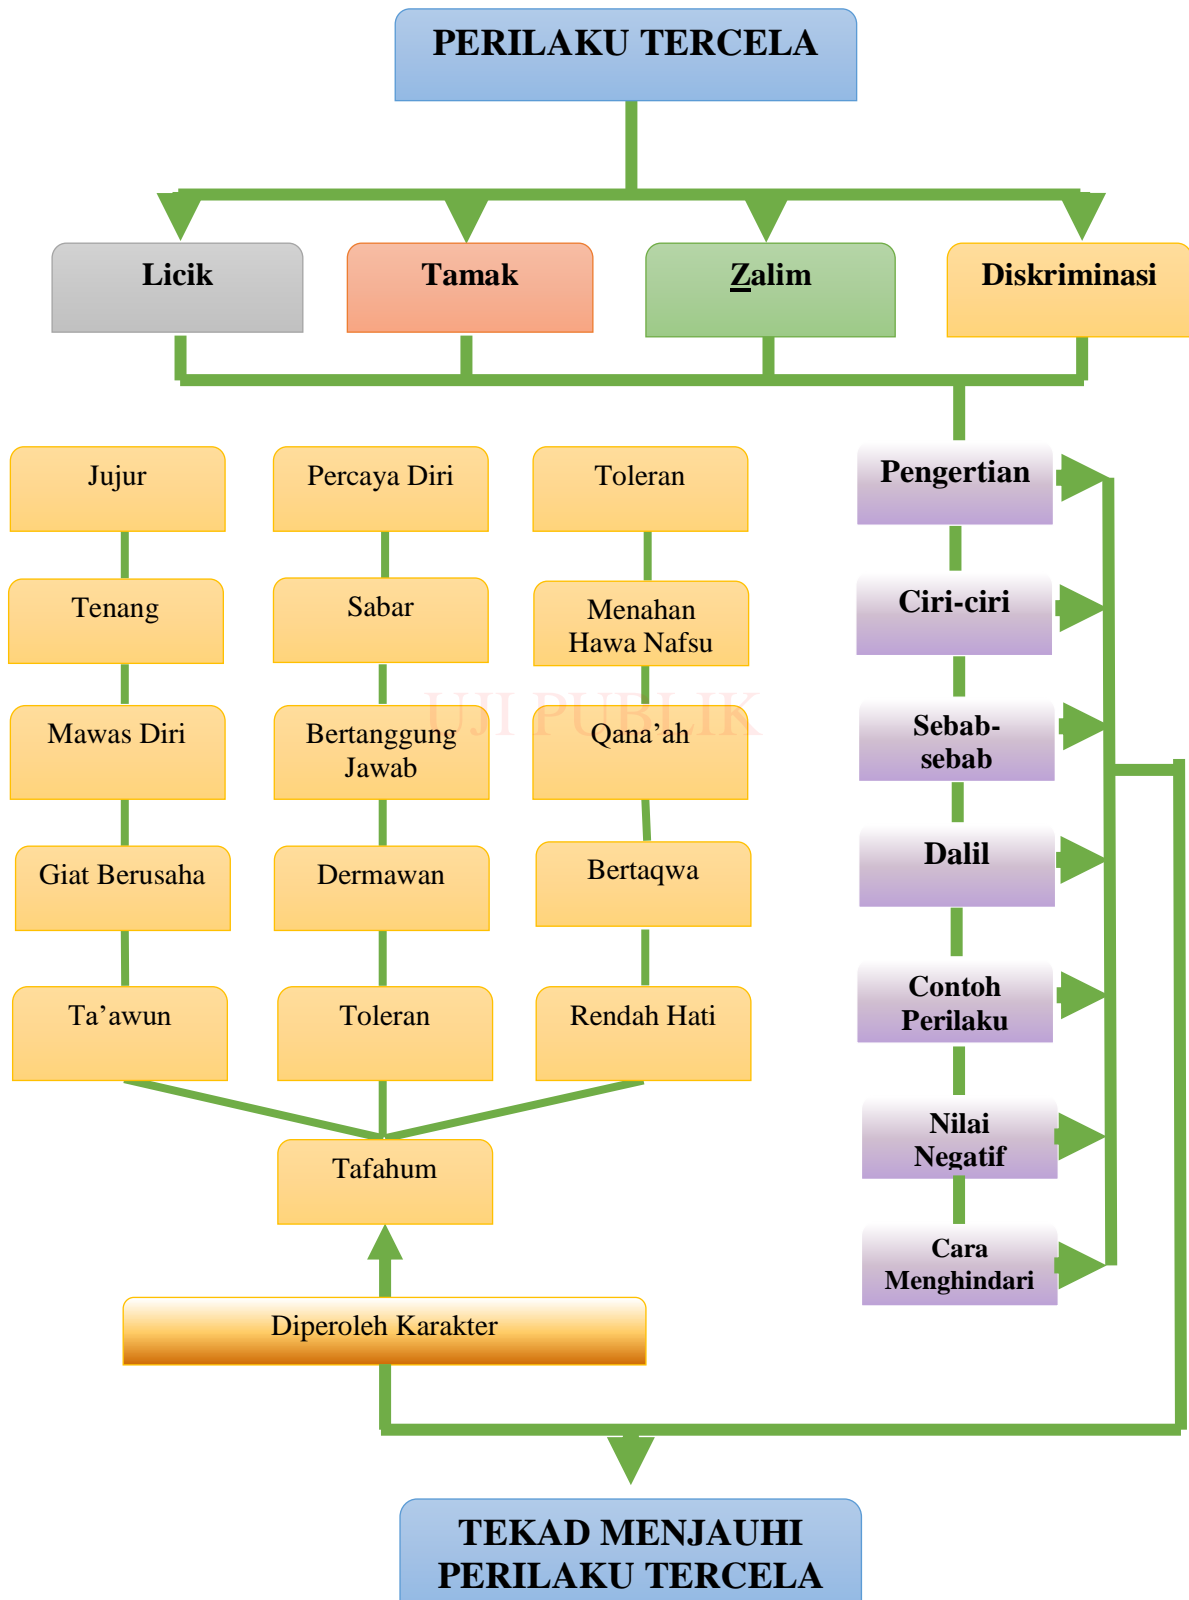 PERILAKU TERCELA
Licik
Tamak
Zalim
Diskriminasi
Jujur
Percaya Diri
Toleran
Pengertian
Tenang
Sabar
Menahan
Hawa Nafsu
Ciri-ciri
UJI PUBLIK
Mawas Diri
Bertanggung
Jawab
Qana’ah
Sebab-
sebab
Giat Berusaha
Dermawan
Bertaqwa
Dalil
Ta’awun
Toleran
Rendah Hati
Contoh
Perilaku
Tafahum
Nilai
Negatif
Cara
Menghindari
Diperoleh Karakter
TEKAD MENJAUHI
PERILAKU TERCELA